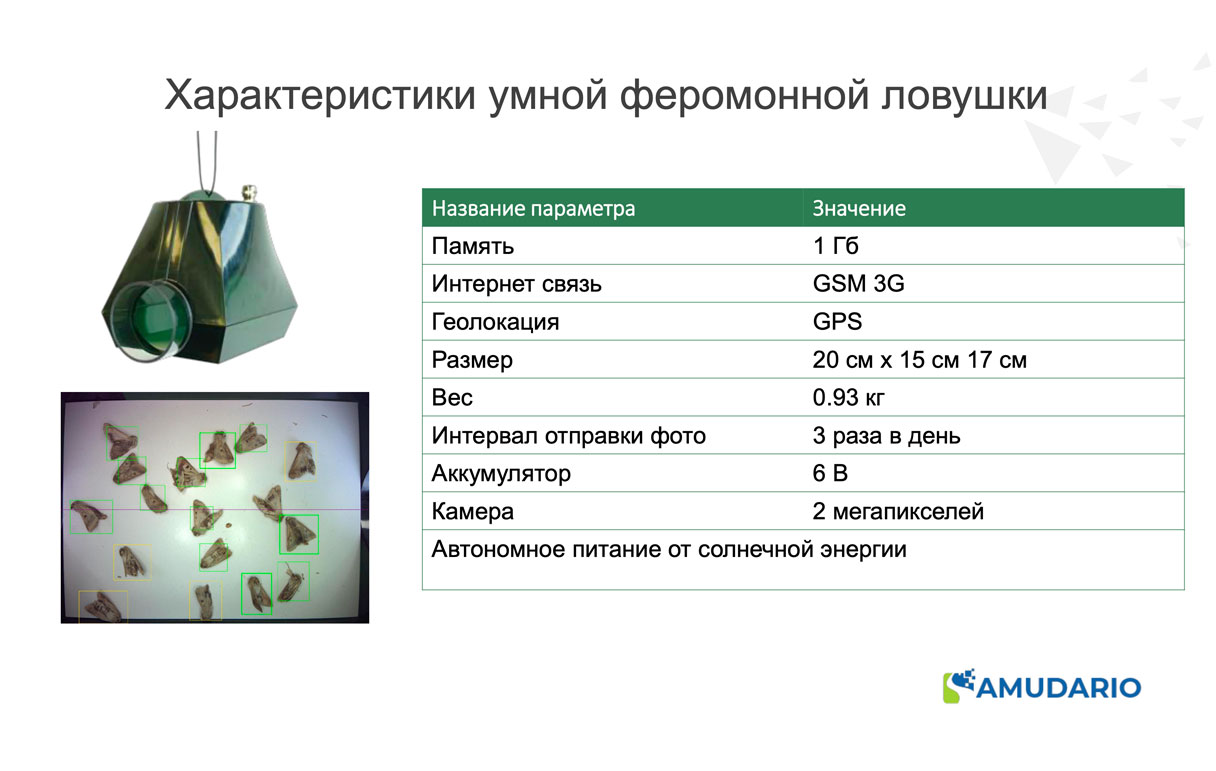 Характеристики умной феромонной ловушки
Название параметра Значение
Память 1 Гб
Интернет связь GSM 3G
Геолокация GPS
Размер 20 см x 15 см 17 см
Вес 0.93 кг
Интервал отправки фото 3 раза в день
Аккумулятор 6 В
Камера 2 мегапикселей
Автономное питание от солнечной энергии
AMUDARIO